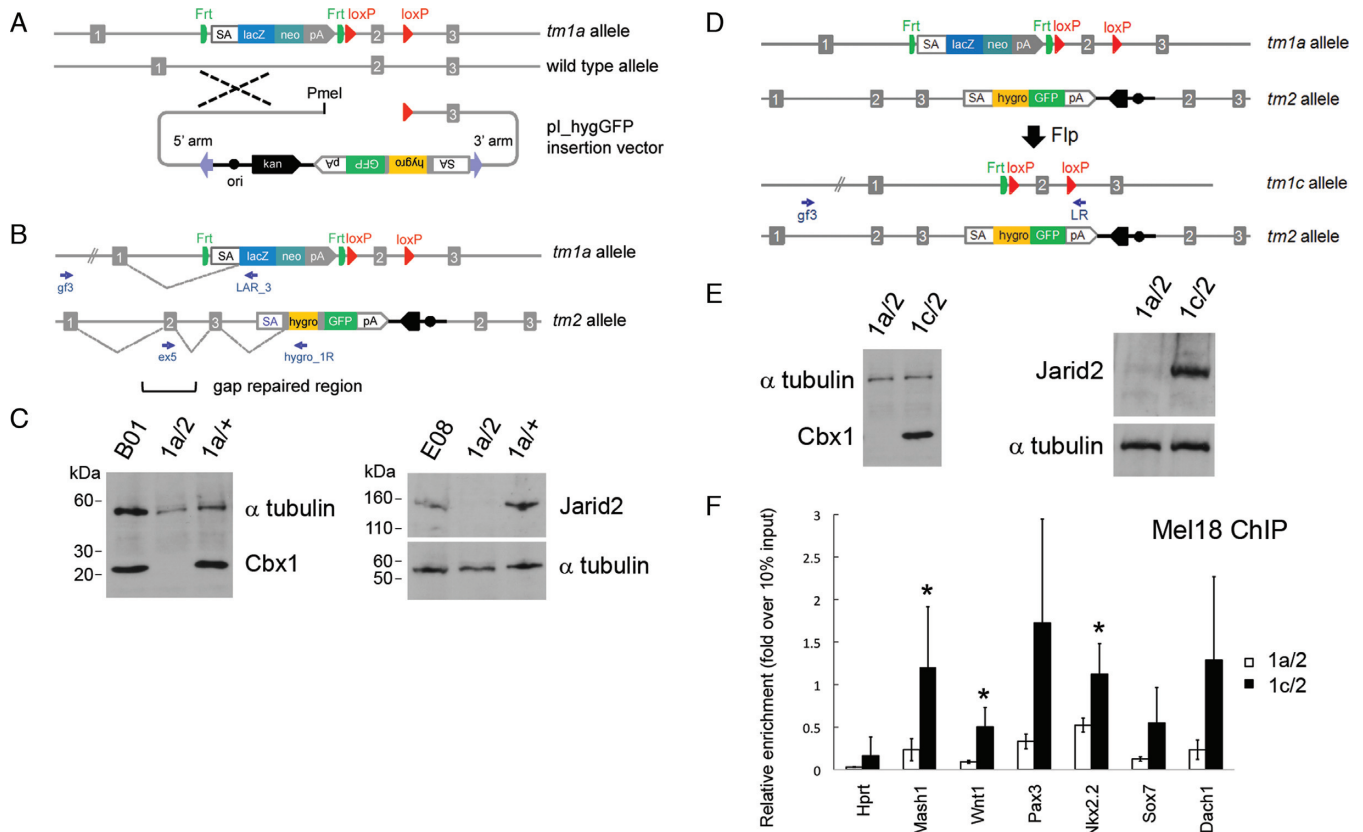 A
Frt Frt loxP loxP
1 SA lacZ neo pA 2 3 tm1a allele
1 2 3 wild type allele
PmeI
3
5' arm 3' arm
pI_hygGFP
insertion vector
ori kan pA GFP hygro SA
B
Frt Frt loxP loxP
1 SA lacZ neo pA 2 3 tm1a allele
gf3 LAR_3
1 2 3 SA hygro GFP pA 2 3 tm2 allele
ex5 hygro_1R
gap repaired region
C
B01 1a/2 1a/+
kDa
60
α tubulin
30
20
Cbx1
E08 1a/2 1a/+
kDa
160
Jarid2
110
60
50
α tubulin
D
Frt Frt loxP loxP
1 SA lacZ neo pA 2 3 tm1a allele
1 2 3 SA hygro GFP pA 2 3 tm2 allele
Flp
Frt loxP loxP
1 2 3 tm1c allele
gf3 LR
1 2 3 SA hygro GFP pA 2 3 tm2 allele
E
1a/2 1c/2
α tubulin
Cbx1
1a/2 1c/2
Jarid2
α tubulin
F
Mel18 ChIP
Relative enrichment (fold over 10% input)
3
2.5
2
1.5
1
0.5
0
* * *
1a/2
1c/2
Hprt Mash1 Wnt1 Pax3 Nkx2.2 Sox7 Dach1